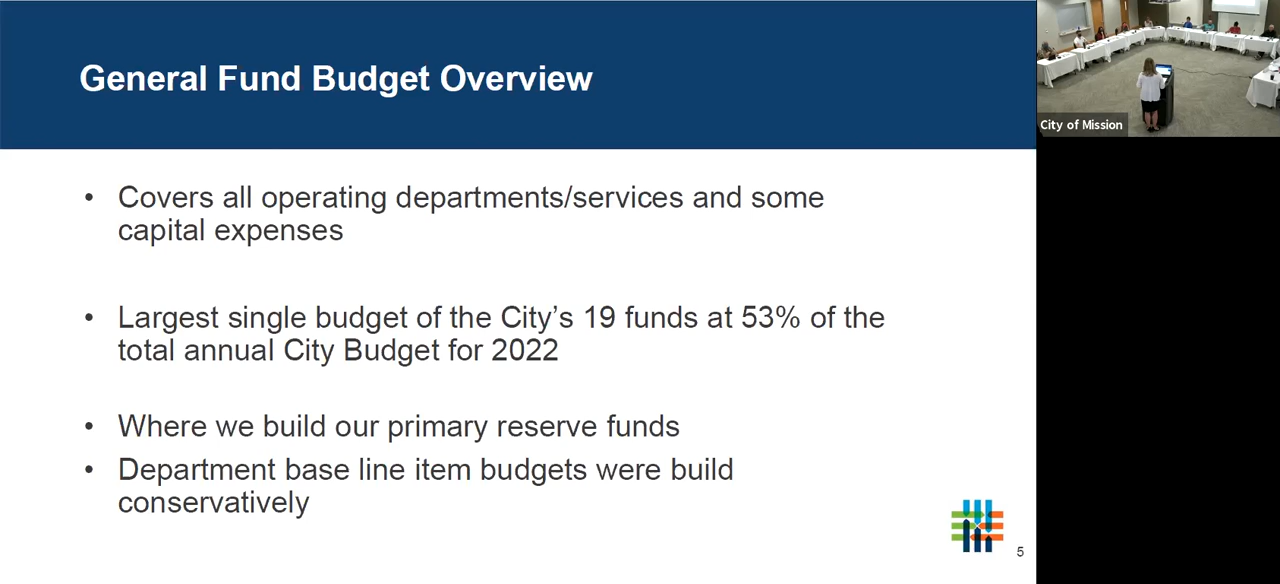 General Fund Budget Overview
City of Mission
• Covers all operating departments/services and some
capital expenses
• Largest single budget of the City’s 19 funds at 53% of the
total annual City Budget for 2022
• Where we build our primary reserve funds
• Department base line item budgets were build
conservatively
5